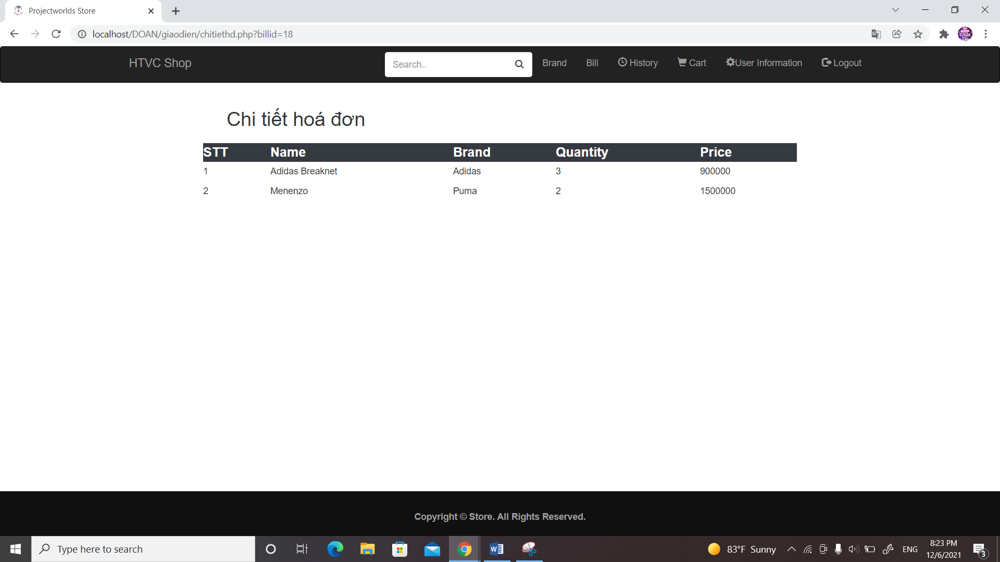 Projectworlds Store
localhost/DOAN/giaodien/chitiethd.php?billid=18
HTVC Shop Search.. Brand Bill History Cart User Information Logout
Chi tiết hoá đơn
STT Name Brand Quantity Price
1 Adidas Breaknet Adidas 3 900000
2 Menenzo Puma 2 1500000
Copyright © Store. All Rights Reserved.
Type here to search
83°F Sunny
ENG
8:23 PM
12/6/2021
3